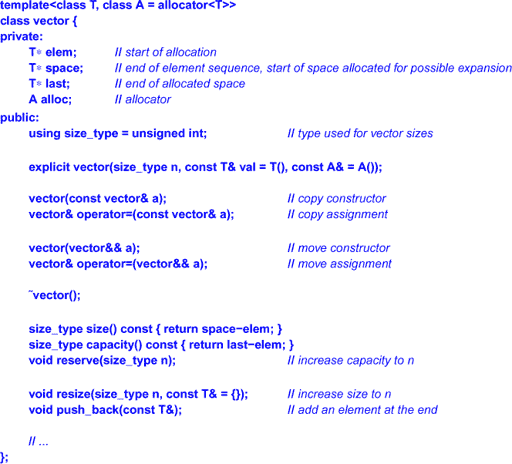 template<class T, class A = allocator<T>>
class vector {
private:
T∗ elem; // start of allocation
T∗ space; // end of element sequence, start of space allocated for possible expansion
T∗ last; // end of allocated space
A alloc; // allocator
public:
using size_type = unsigned int; // type used for vector sizes
explicit vector(size_type n, const T& val = T(), const A& = A());
vector(const vector& a); // copy constructor
vector& operator=(const vector& a); // copy assignment
vector(vector&& a); // move constructor
vector& operator=(vector&& a); // move assignment
~vector();
size_type size() const { return space−elem; }
size_type capacity() const { return last−elem; }
void reserve(size_type n); // increase capacity to n
void resize(size_type n, const T& = {}); // increase size to n
void push_back(const T&); // add an element at the end
// ...
};